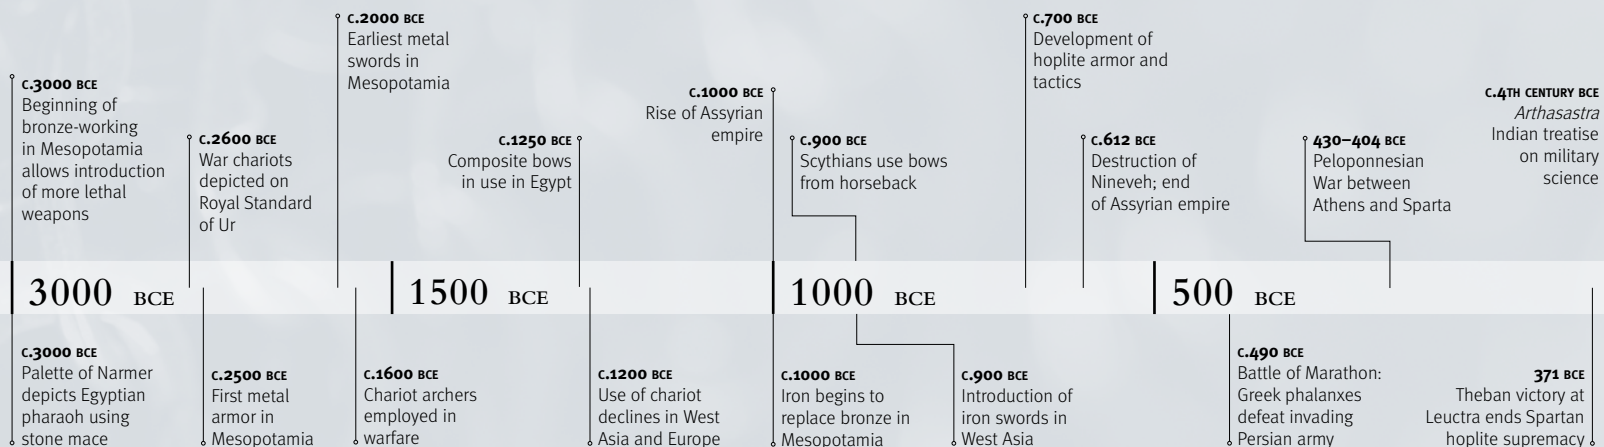 c.3000 BCE
Beginning of
bronze-working
in Mesopotamia
allows introduction
of more lethal
weapons
c.2600 BCE
War chariots
depicted on
Royal Standard
of Ur
c.2000 BCE
Earliest metal
swords in
Mesopotamia
c.1250 BCE
Composite bows
in use in Egypt
c.1000 BCE
Rise of Assyrian
empire
c.900 BCE
Scythians use bows
from horseback
c.700 BCE
Development of
hoplite armor and
tactics
c.612 BCE
Destruction of
Nineveh; end
of Assyrian empire
430–404 BCE
Peloponnesian
War between
Athens and Sparta
c.4TH CENTURY BCE
Arthasastra
Indian treatise
on military
science
3000 BCE
1500 BCE
1000 BCE
500 BCE
c.3000 BCE
Palette of Narmer
depicts Egyptian
pharaoh using
stone mace
c.2500 BCE
First metal
armor in
Mesopotamia
c.1600 BCE
Chariot archers
employed in
warfare
c.1200 BCE
Use of chariot
declines in West
Asia and Europe
c.1000 BCE
Iron begins to
replace bronze in
Mesopotamia
c.900 BCE
Introduction of
iron swords in
West Asia
c.490 BCE
Battle of Marathon:
Greek phalanxes
defeat invading
Persian army
371 BCE
Theban victory at
Leuctra ends Spartan
hoplite supremacy